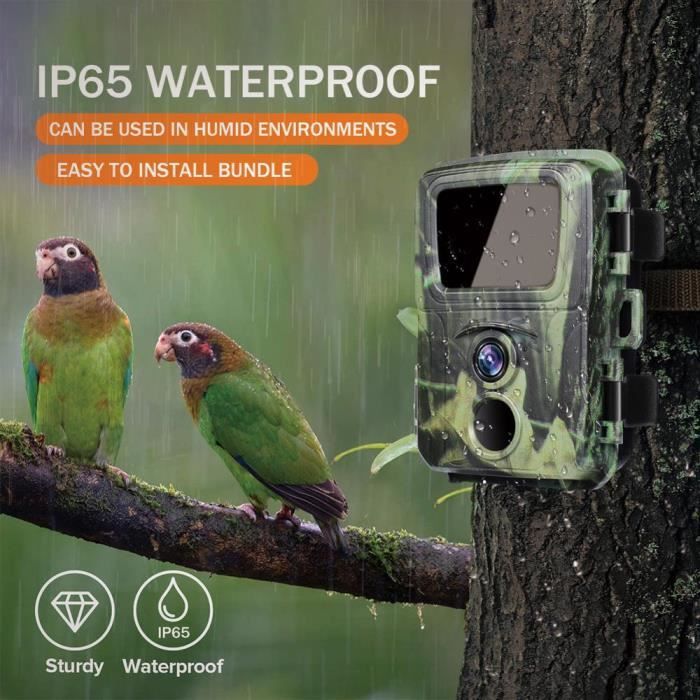 IP65 WATERPROOF
CAN BE USED IN HUMID ENVIRONMENTS
EASY TO INSTALL BUNDLE
IP65
Sturdy
Waterproof